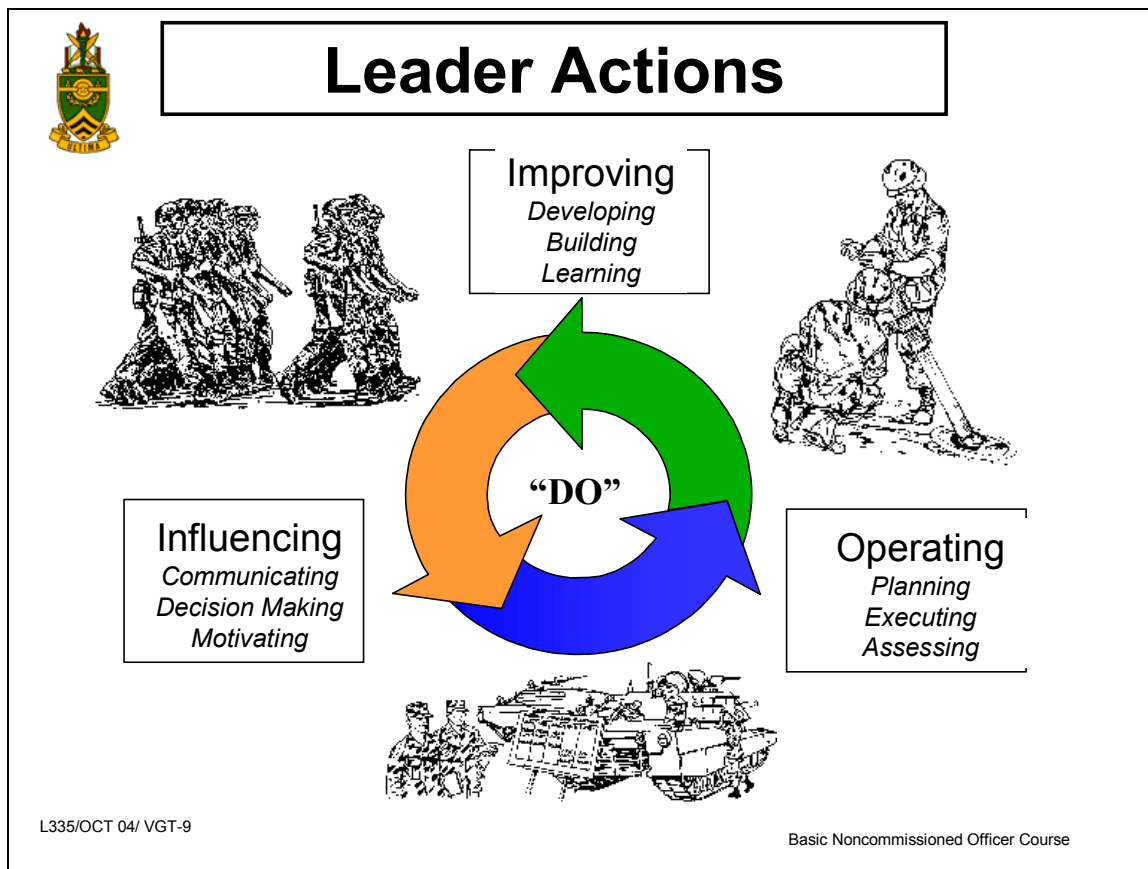 Leader Actions
ULTIMA
Improving
Developing
Building
Learning
“DO”
Influencing
Communicating
Decision Making
Motivating
Operating
Planning
Executing
Assessing
L335/OCT 04/ VGT-9
Basic Noncommissioned Officer Course